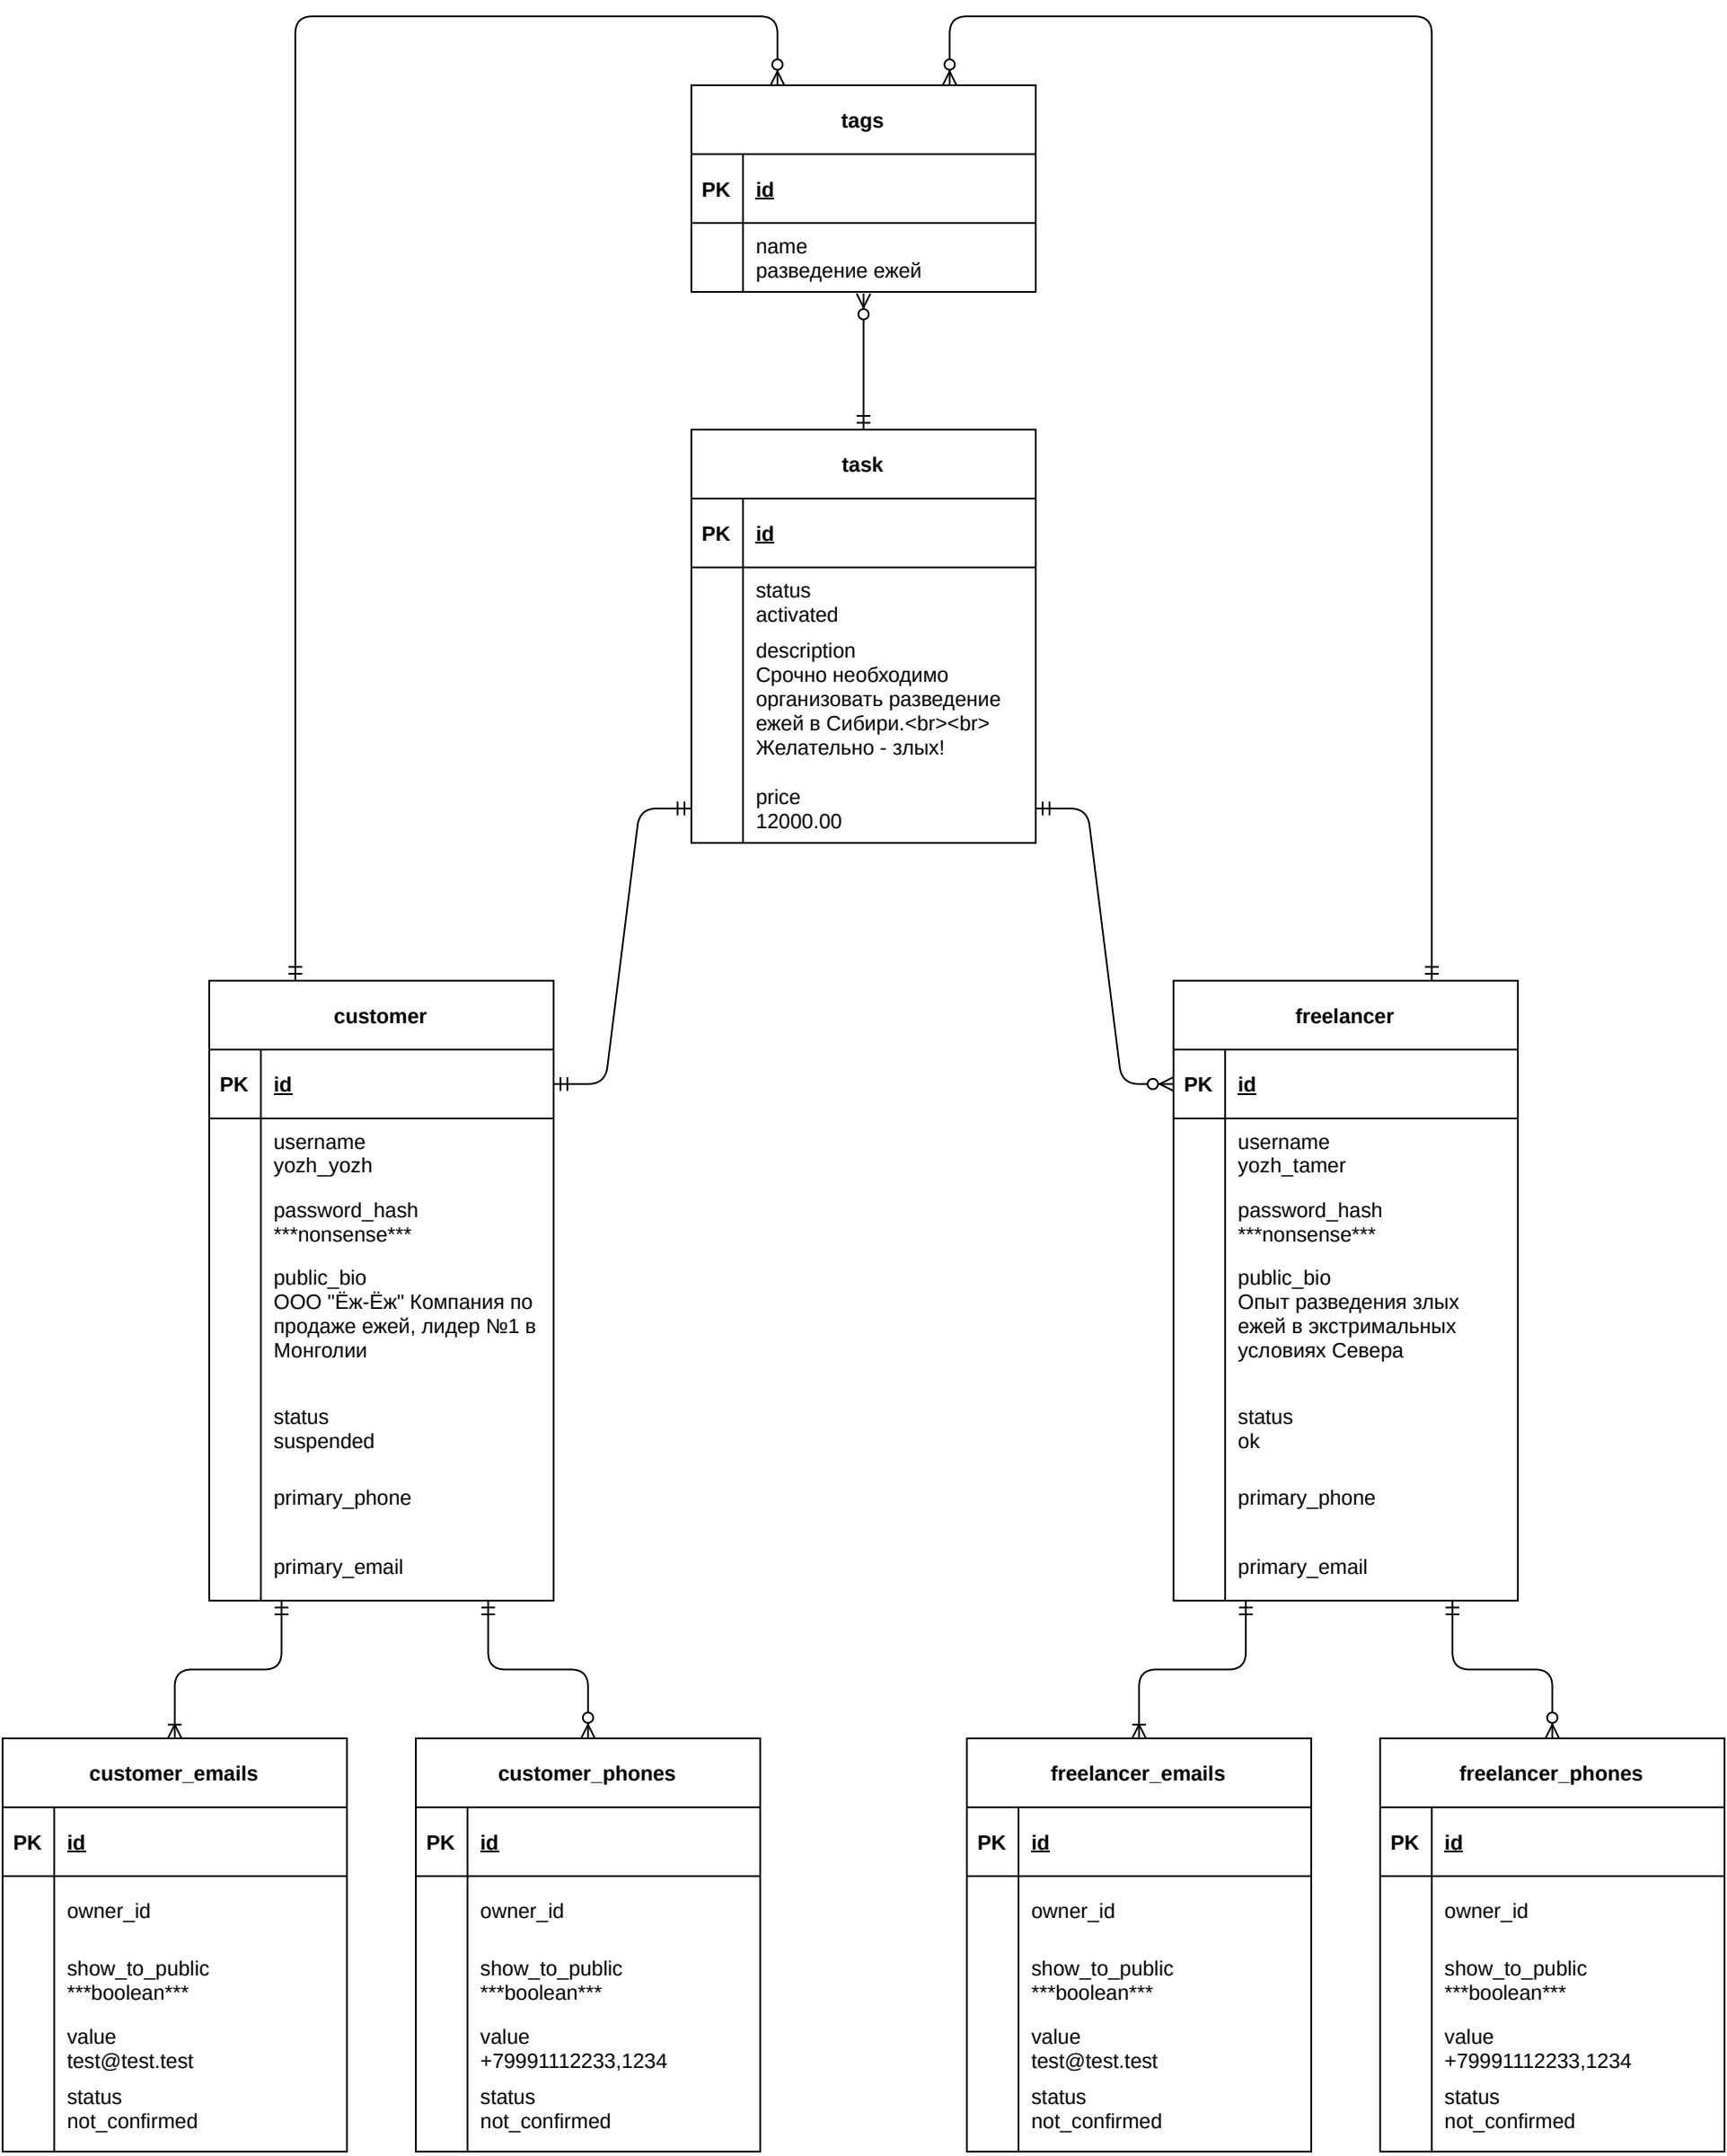 tags
PK
id
name
разведение ежей
task
PK
id
status
activated
description
Срочно необходимо
организовать разведение
ежей в Сибири.<br><br>
Желательно - злых!
price
12000.00
customer
PK
id
username
yozh_yozh
password_hash
***nonsense***
public_bio
ООО "Ёж-Ёж" Компания по
продаже ежей, лидер №1 в
Монголии
status
suspended
primary_phone
primary_email
freelancer
PK
id
username
yozh_tamer
password_hash
***nonsense***
public_bio
Опыт разведения злых
ежей в экстримальных
условиях Севера
status
ok
primary_phone
primary_email
customer_emails
PK
id
owner_id
show_to_public
***boolean***
value
test@test.test
status
not_confirmed
customer_phones
PK
id
owner_id
show_to_public
***boolean***
value
+79991112233,1234
status
not_confirmed
freelancer_emails
PK
id
owner_id
show_to_public
***boolean***
value
test@test.test
status
not_confirmed
freelancer_phones
PK
id
owner_id
show_to_public
***boolean***
value
+79991112233,1234
status
not_confirmed